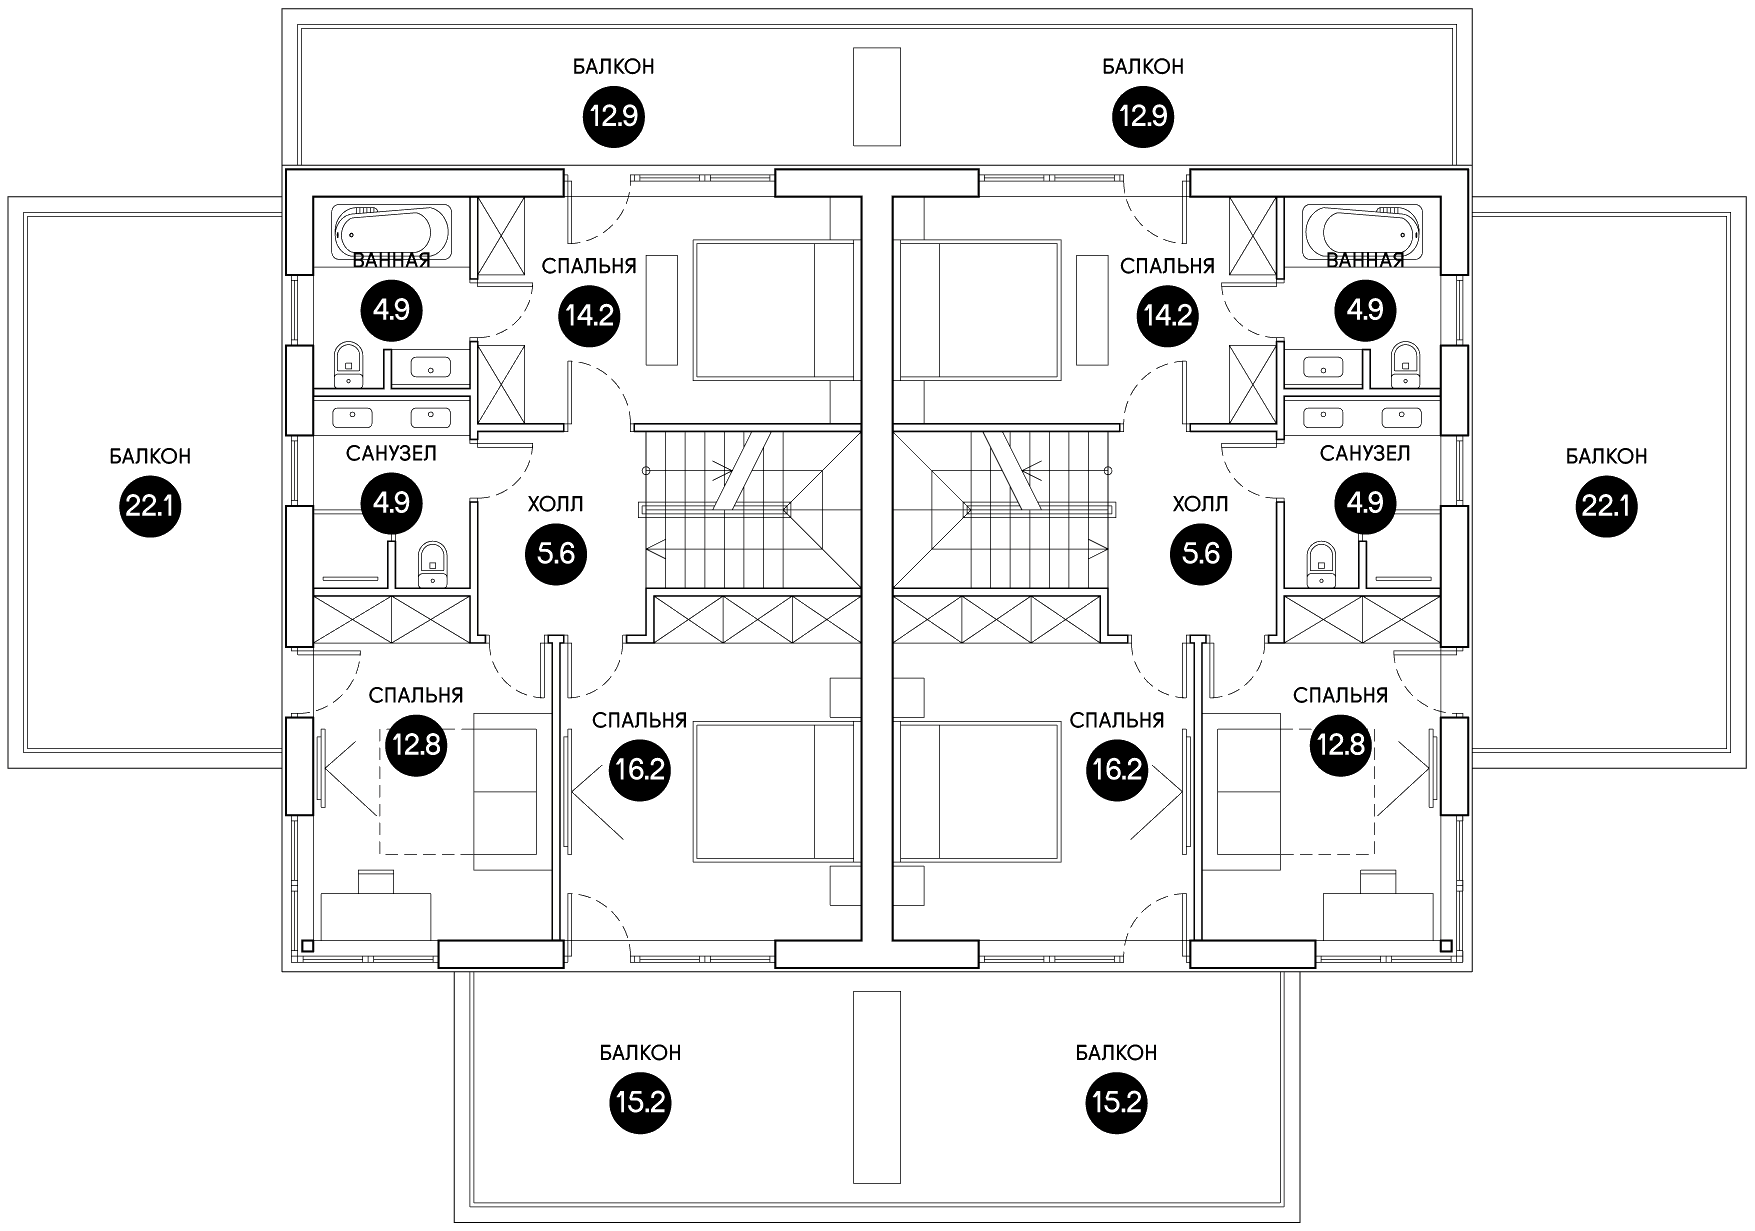 БАЛКОН
12.9
БАЛКОН
12.9
ВАННАЯ
4.9
СПАЛЬНЯ
14.2
СПАЛЬНЯ
14.2
ВАННАЯ
4.9
БАЛКОН
22.1
САНУЗЕЛ
4.9
ХОЛЛ
5.6
ХОЛЛ
5.6
САНУЗЕЛ
4.9
БАЛКОН
22.1
СПАЛЬНЯ
12.8
СПАЛЬНЯ
16.2
СПАЛЬНЯ
16.2
СПАЛЬНЯ
12.8
БАЛКОН
15.2
БАЛКОН
15.2